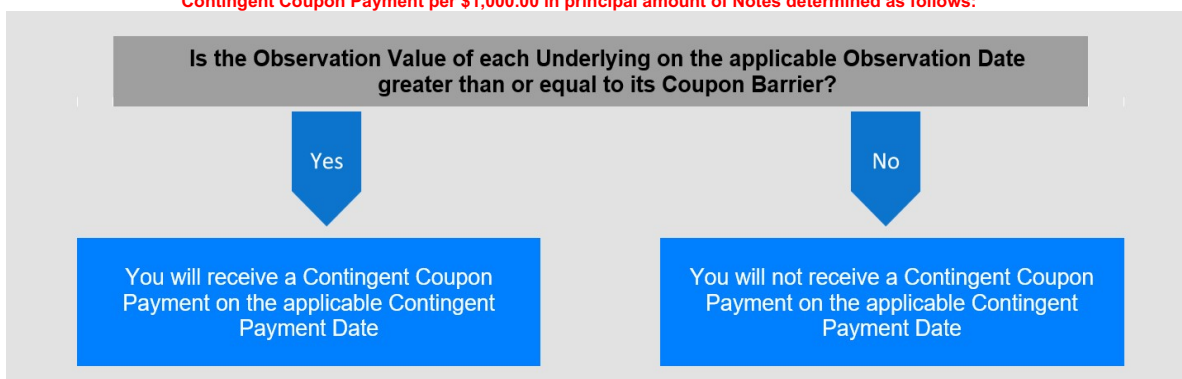 Contingent Coupon Payment per $1,000.00 in principal amount of Notes determined as follows:
Is the Observation Value of each Underlying on the applicable Observation Date
greater than or equal to its Coupon Barrier?
Yes
No
You will receive a Contingent Coupon
Payment on the applicable Contingent
Payment Date
You will not receive a Contingent Coupon
Payment on the applicable Contingent
Payment Date